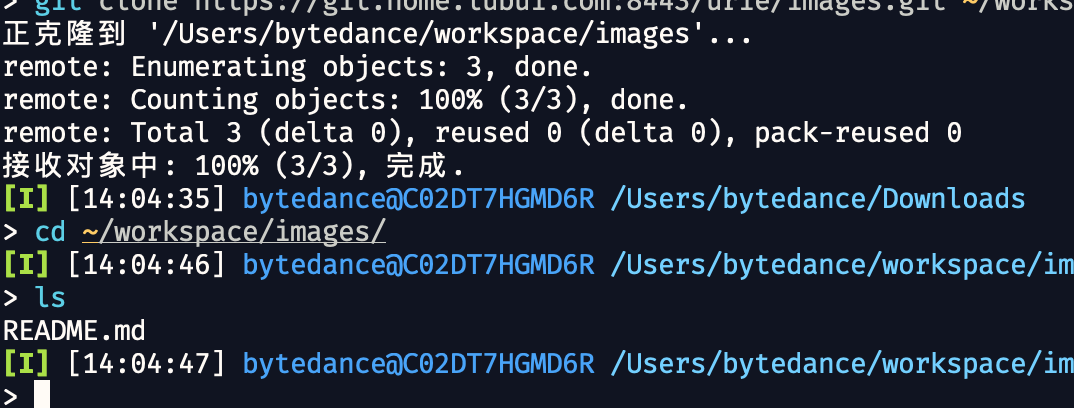 > git clone https://git.home.lubui.com:8443/urie/images.git ~/works
正克隆到 '/Users/bytedance/workspace/images'...
remote: Enumerating objects: 3, done.
remote: Counting objects: 100% (3/3), done.
remote: Total 3 (delta 0), reused 0 (delta 0), pack-reused 0
接收对象中: 100% (3/3), 完成.
[I] [14:04:35] bytedance@C02DT7HGMD6R /Users/bytedance/Downloads
> cd ~/workspace/images/
[I] [14:04:46] bytedance@C02DT7HGMD6R /Users/bytedance/workspace/im
> ls
README.md
[I] [14:04:47] bytedance@C02DT7HGMD6R /Users/bytedance/workspace/im
>